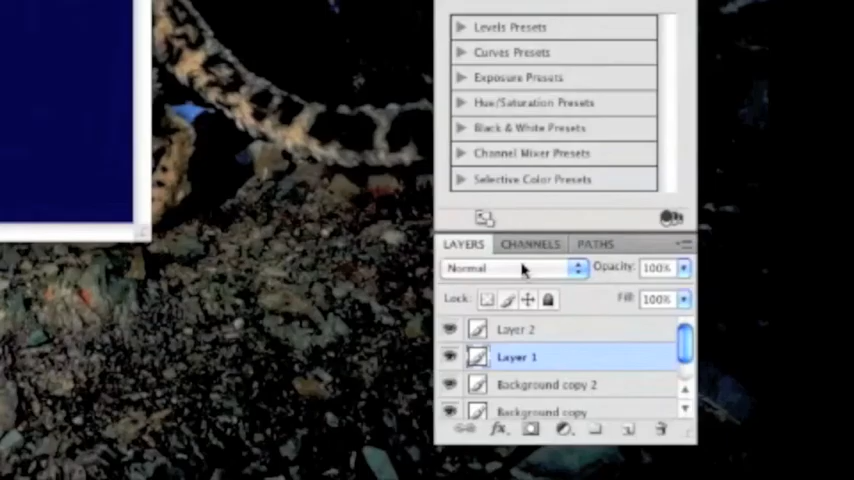 Levels Presets
Curves Presets
Exposure Presets
Hue/Saturation Presets
Black & White Presets
Channel Mixer Presets
Selective Color Presets
LAYERS CHANNELS PATHS
Normal Opacity: 100%
Lock: Fill: 100%
Layer 2
Layer 1
Background copy 2
Background copy
fx.